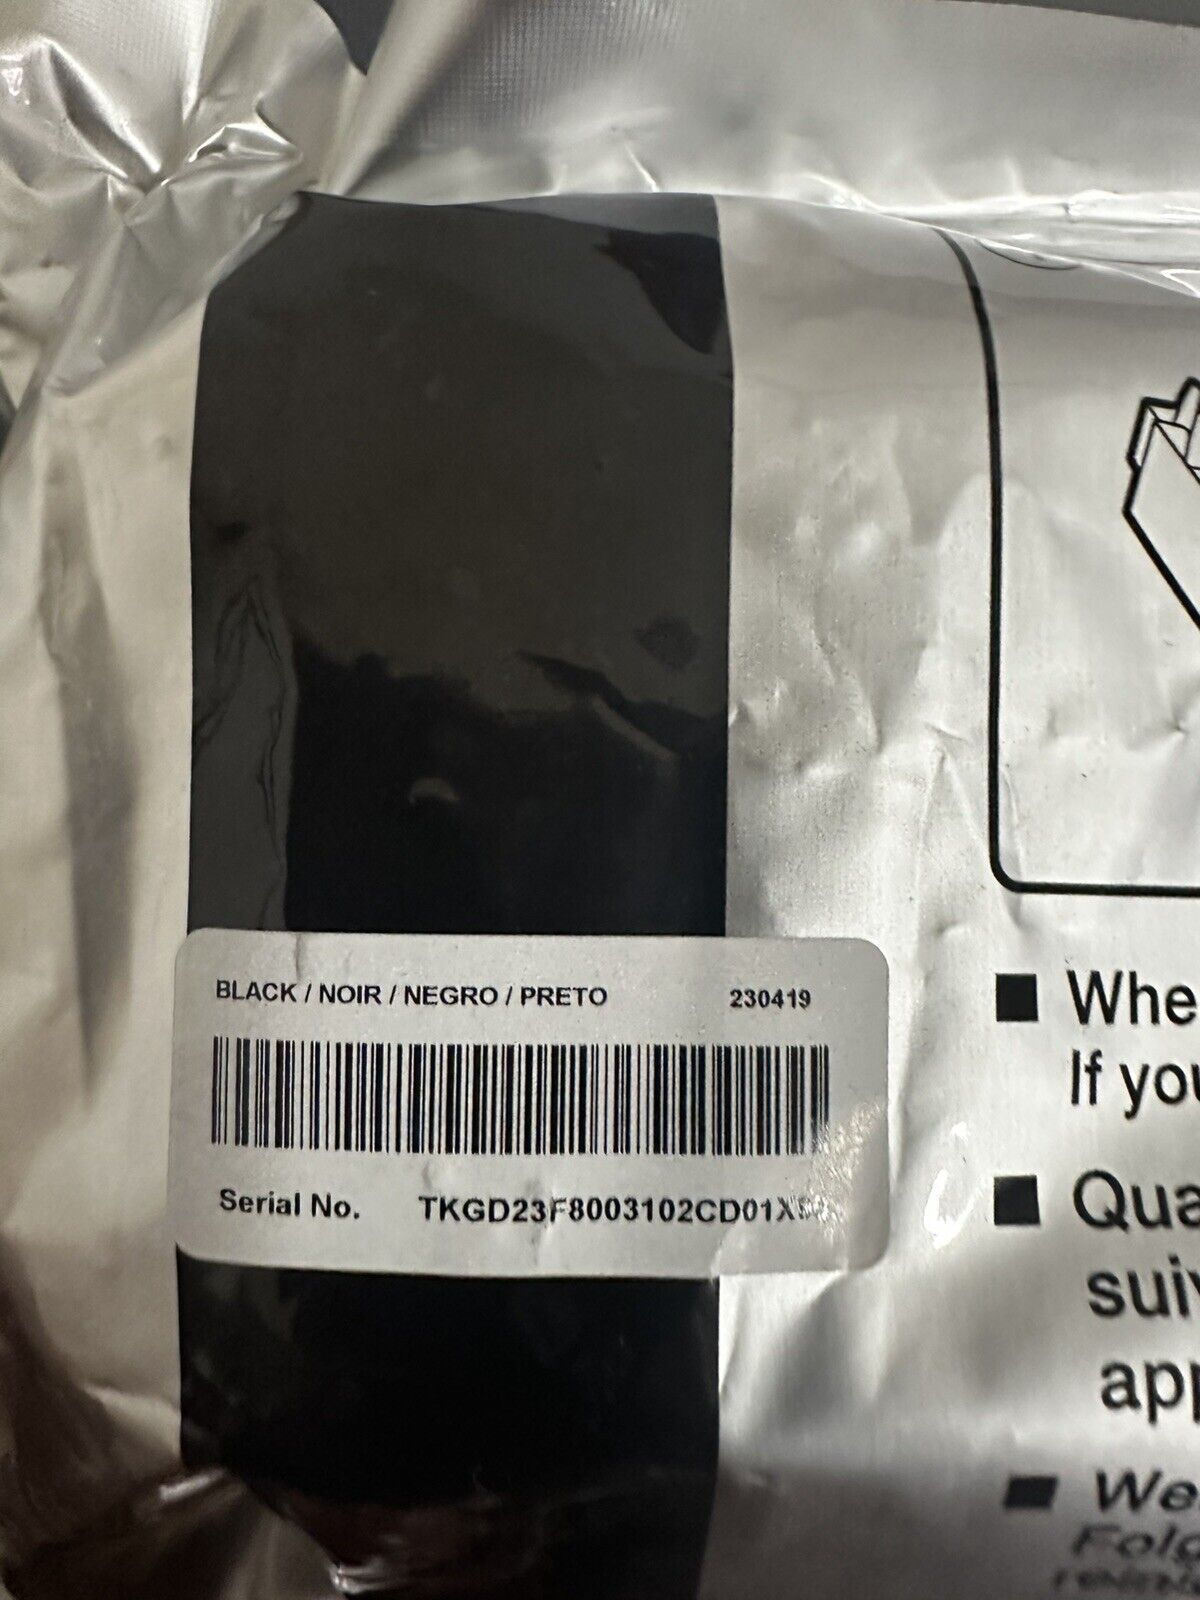 BLACK / NOIR / NEGRO / PRETO 230419
Serial No. TKGD23F8003102CD01X
Whe
If you
Qua
suiv
app
We
Folg